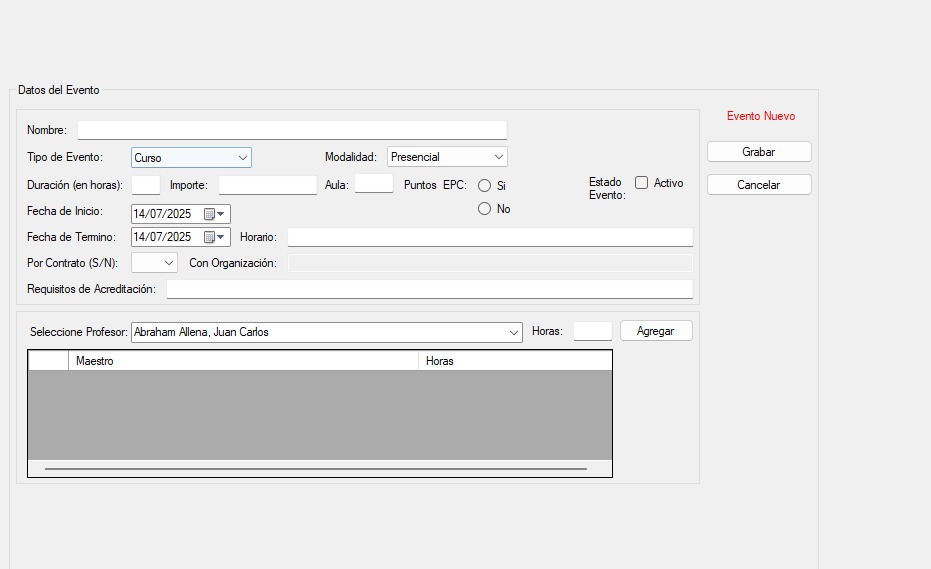 Datos del Evento
Evento Nuevo
Nombre:
Grabar
Tipo de Evento: Curso Modalidad: Presencial
Duración (en horas): Importe: Aula: Puntos EPC: Si Estado Evento: Activo
Cancelar
No
Fecha de Inicio: 14/07/2025
Fecha de Termino: 14/07/2025 Horario:
Por Contrato (S/N): Con Organización:
Requisitos de Acreditación:
Seleccione Profesor: Abraham Allena, Juan Carlos Horas: Agregar
Maestro Horas